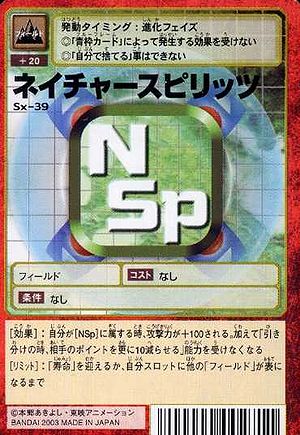 フィールド
+20
発動タイミング：進化フェイズ
◎「青枠カード」によって発生する効果を受けない
◎「自分で捨てる」事はできない
ネイチャースピリッツ
Sx-39
N
Sp
フィールド
コスト なし
条件 なし
[効果]：自分が[NSp]に属する時、攻撃力が+100される。加えて「引き
分けの時、相手のポイントを更に10減らせる」能力を受けなくなる
[リミット]：「寿命」を迎えるか、自分スロットに他の「フィールド」が表に
なるまで
©本郷あきよし・東映アニメーション
BANDAI 2003 MADE IN JAPAN